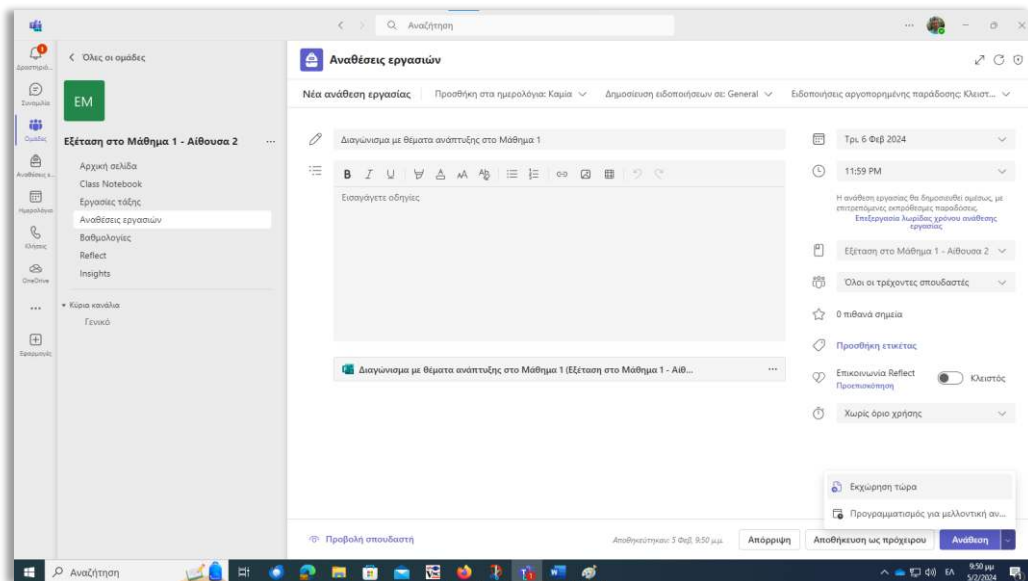 Αναζήτηση
Δραστηριό...
Συνομιλία
Ομάδες
Αναθέσεις ε...
Ημερολόγιο
Κλήσεις
OneDrive
Εφαρμογές
Όλες οι ομάδες
EM
Εξέταση στο Μάθημα 1 - Αίθουσα 2 ...
Αρχική σελίδα
Class Notebook
Εργασίες τάξης
Αναθέσεις εργασιών
Βαθμολογίες
Reflect
Insights
Κύρια κανάλια
Γενικό
Αναθέσεις εργασιών
Νέα ανάθεση εργασίας Προσθήκη στα ημερολόγια: Καμία Δημοσίευση ειδοποιήσεων σε: General Ειδοποιήσεις αργοπορημένης παράδοσης: Κλειστ...
Διαγώνισμα με θέματα ανάπτυξης στο Μάθημα 1
B I U
Εισαγάγετε οδηγίες
Διαγώνισμα με θέματα ανάπτυξης στο Μάθημα 1 (Εξέταση στο Μάθημα 1 - Αίθ...
Τρι, 6 Φεβ 2024
11:59 PM
Η ανάθεση εργασίας θα δημοσιευθεί αμέσως, με
επιτρεπόμενες εκπρόθεσμες παραδόσεις.
Επεξεργασία λωρίδας χρόνου ανάθεσης
εργασίας
Εξέταση στο Μάθημα 1 - Αίθουσα 2
Όλοι οι τρέχοντες σπουδαστές
0 πιθανά σημεία
Προσθήκη ετικέτας
Επικοινωνία Reflect
Προεπισκόπηση
Κλειστός
Χωρίς όριο χρήσης
Εκχώρηση τώρα
Προγραμματισμός για μελλοντική αν...
Προβολή σπουδαστή
Αποθηκεύτηκαν: 5 Φεβ, 9:50 μ.μ.
Απόρριψη
Αποθήκευση ως πρόχειρου
Ανάθεση
Αναζήτηση
ΕΛ
9:50 μμ
5/2/2024